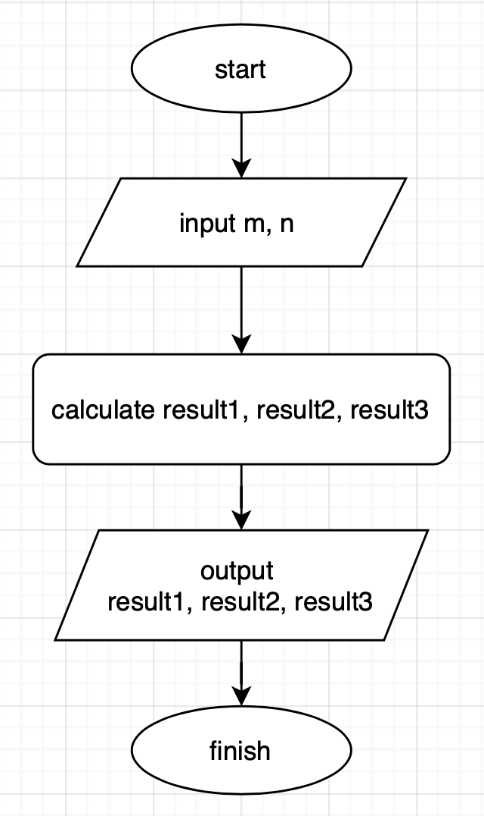 start
input m, n
calculate result1, result2, result3
output
result1, result2, result3
finish